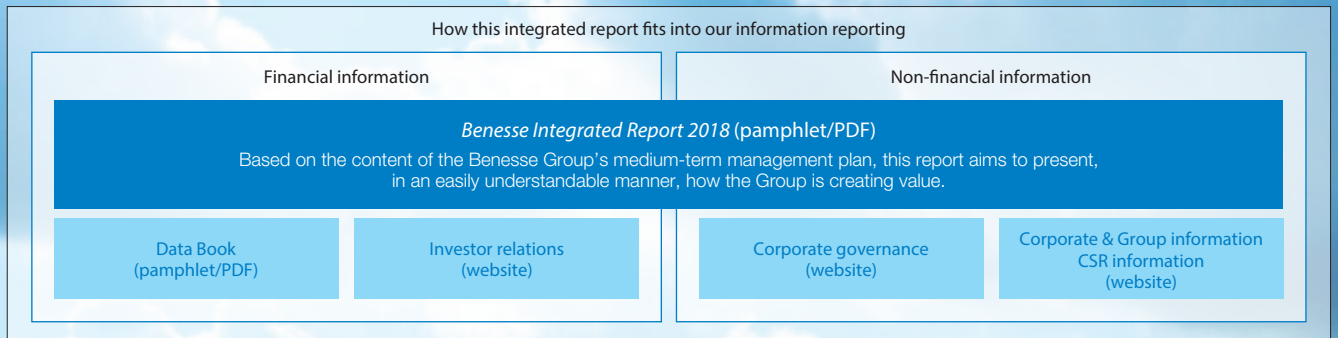 How this integrated report fits into our information reporting
Financial information
Non-financial information
Benesse Integrated Report 2018 (pamphlet/PDF)
Based on the content of the Benesse Group's medium-term management plan, this report aims to present,
in an easily understandable manner, how the Group is creating value.
Data Book
(pamphlet/PDF)
Investor relations
(website)
Corporate governance
(website)
Corporate & Group information
CSR information
(website)